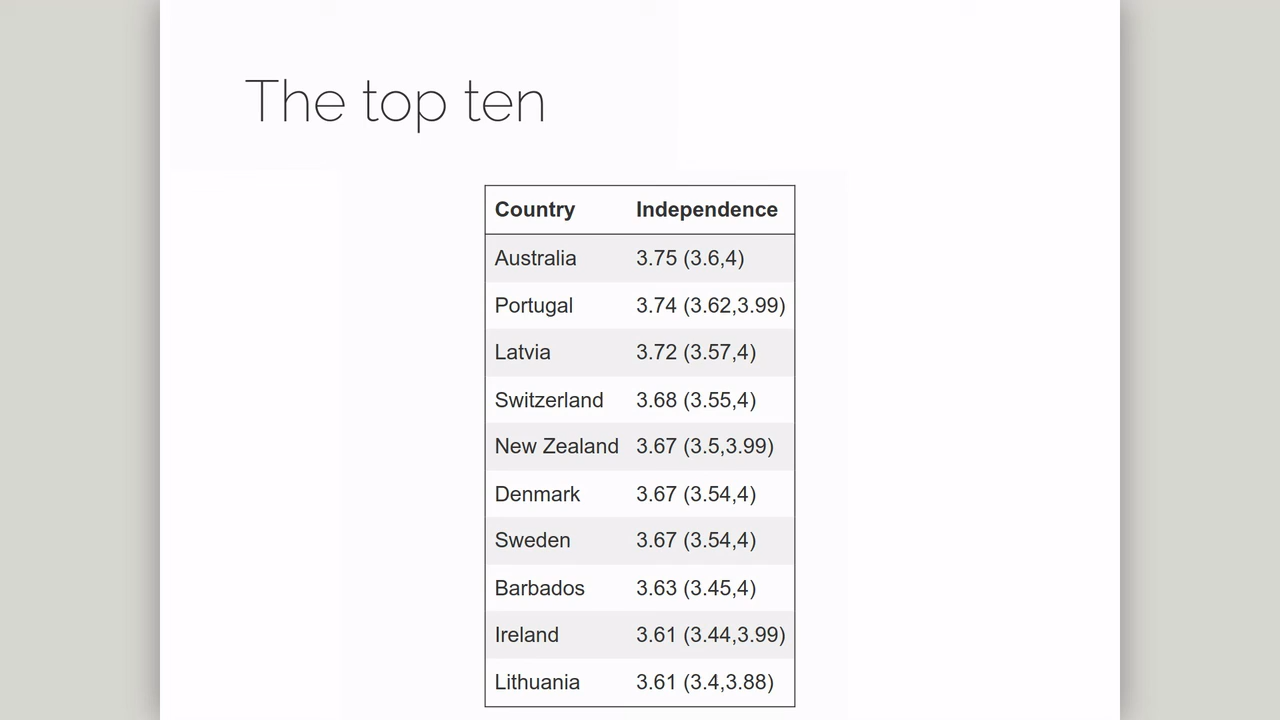 The top ten
Country Independence
Australia 3.75 (3.6,4)
Portugal 3.74 (3.62,3.99)
Latvia 3.72 (3.57,4)
Switzerland 3.68 (3.55,4)
New Zealand 3.67 (3.5,3.99)
Denmark 3.67 (3.54,4)
Sweden 3.67 (3.54,4)
Barbados 3.63 (3.45,4)
Ireland 3.61 (3.44,3.99)
Lithuania 3.61 (3.4,3.88)